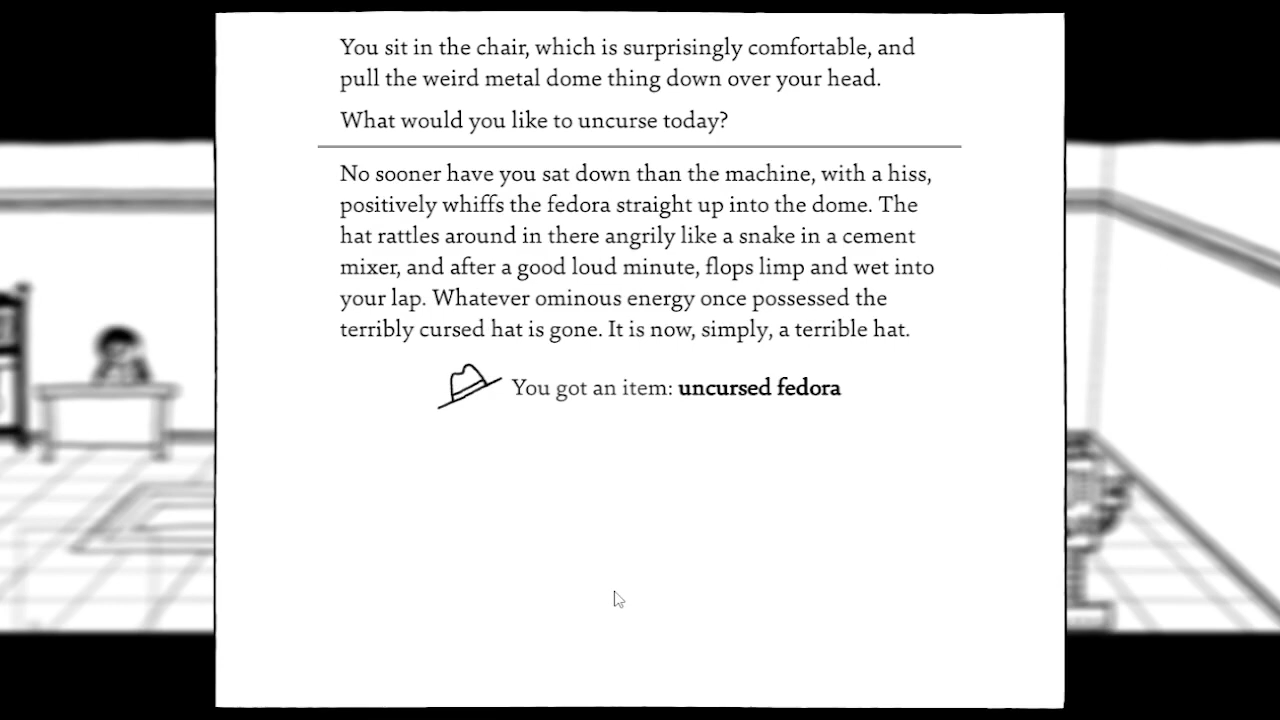 You sit in the chair, which is surprisingly comfortable, and
pull the weird metal dome thing down over your head.
What would you like to uncurse today?
No sooner have you sat down than the machine, with a hiss,
positively whiffs the fedora straight up into the dome. The
hat rattles around in there angrily like a snake in a cement
mixer, and after a good loud minute, flops limp and wet into
your lap. Whatever ominous energy once possessed the
terribly cursed hat is gone. It is now, simply, a terrible hat.
You got an item: uncursed fedora